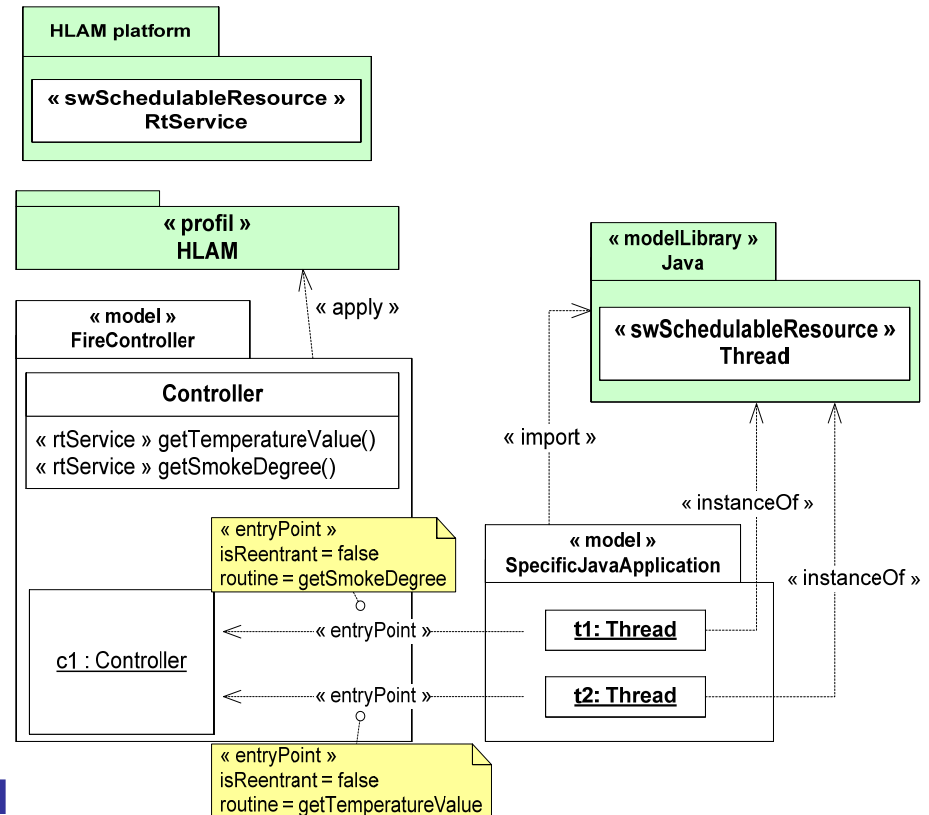 HLAM platform
« swSchedulableResource »
RtService
« profil »
HLAM
« apply »
« model »
FireController
Controller
« rtService » getTemperatureValue()
« rtService » getSmokeDegree()
« entryPoint »
isReentrant = false
routine = getSmokeDegree
c1 : Controller
« entryPoint »
« entryPoint »
« entryPoint »
isReentrant = false
routine = getTemperatureValue
« modelLibrary »
Java
« swSchedulableResource »
Thread
« import »
« instanceOf »
« instanceOf »
« model »
SpecificJavaApplication
t1: Thread
t2: Thread